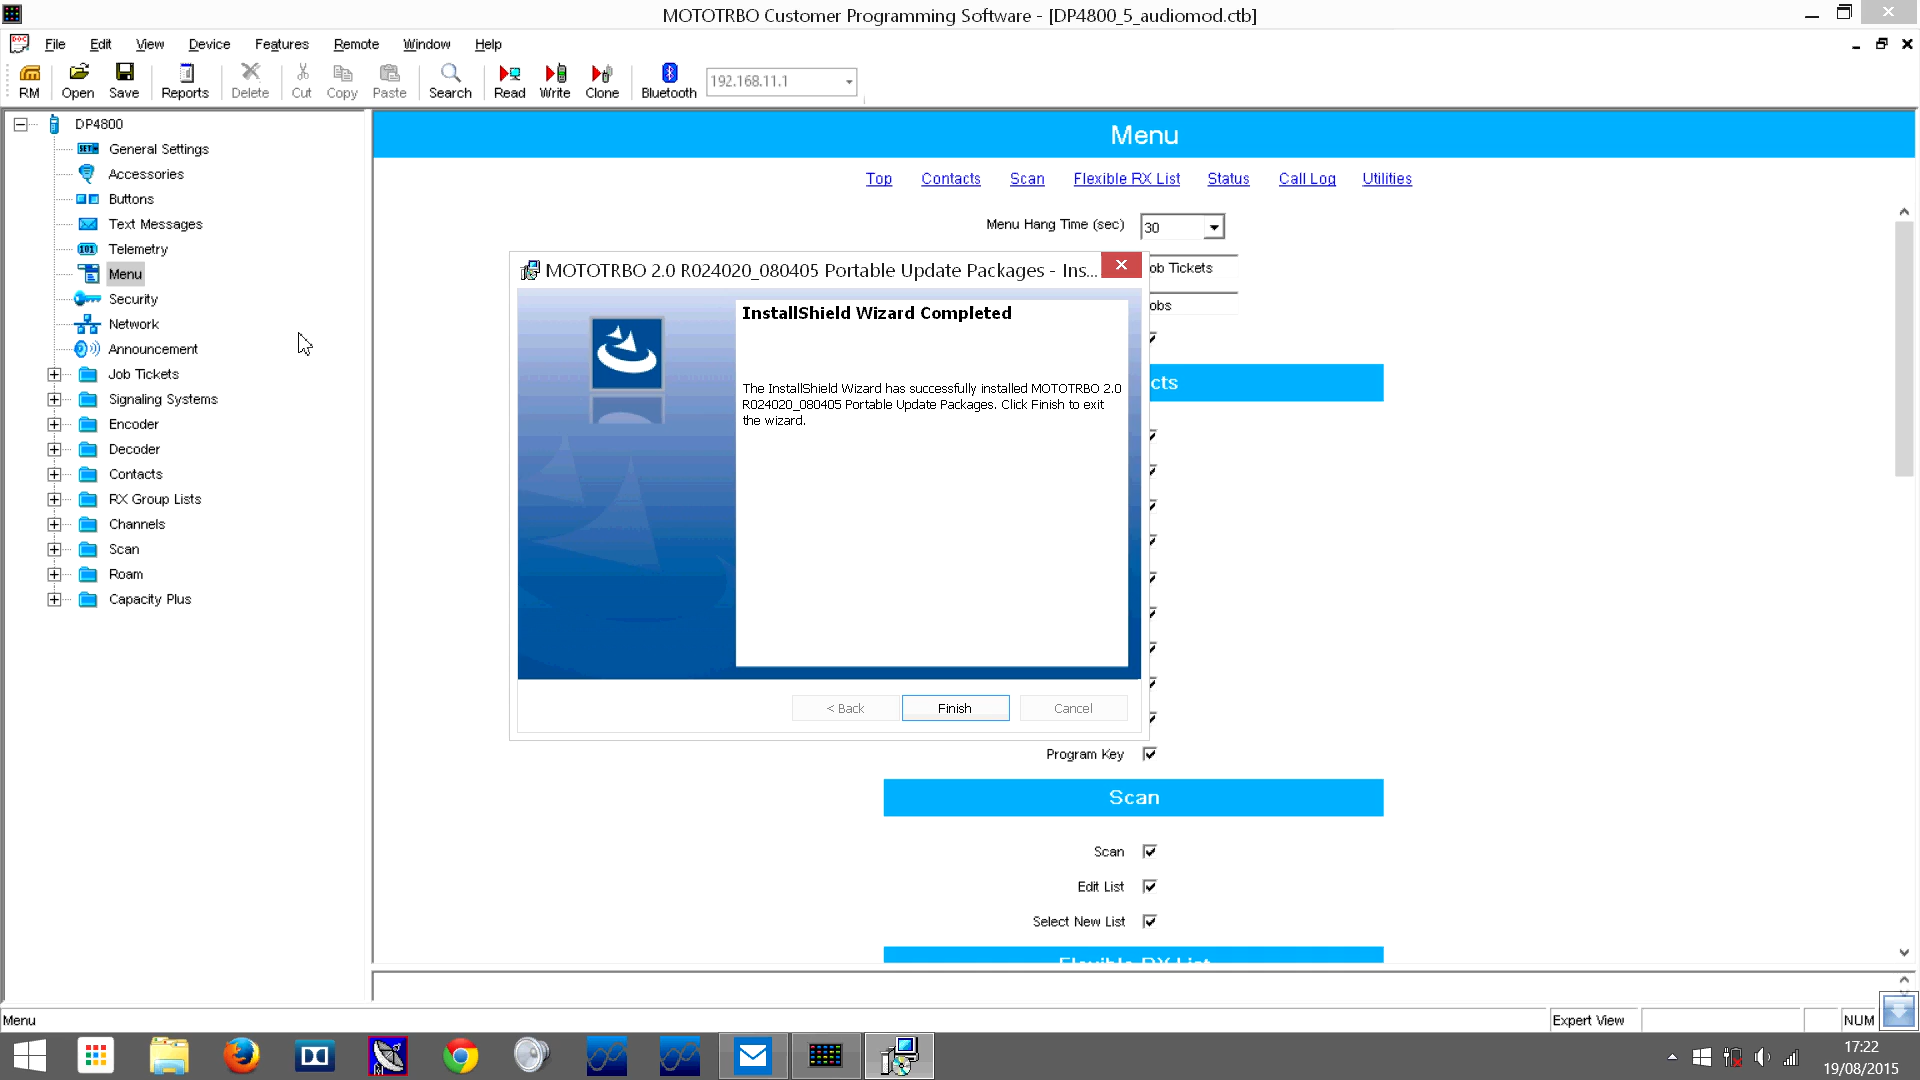 MOTOTRBO Customer Programming Software - [DP4800_5_audiomod.ctb]
File Edit View Device Features Remote Window Help
RM Open Save Reports Delete Cut Copy Paste Search Read Write Clone Bluetooth 192.168.11.1
DP4800
General Settings
Accessories
Buttons
Text Messages
Telemetry
Menu
Security
Network
Announcement
Job Tickets
Signaling Systems
Encoder
Decoder
Contacts
RX Group Lists
Channels
Scan
Roam
Capacity Plus
Menu
Top Contacts Scan Flexible RX List Status Call Log Utilities
Menu Hang Time (sec) 30
ob Tickets
obs
cts
MOTOTRBO 2.0 R024020_080405 Portable Update Packages - Ins...
InstallShield Wizard Completed
The InstallShield Wizard has successfully installed MOTOTRBO 2.0
R024020_080405 Portable Update Packages. Click Finish to exit
the wizard.
< Back Finish Cancel
Program Key
Scan
Scan
Edit List
Select New List
Flexible RX List
Menu Expert View NUM
17:22
19/08/2015